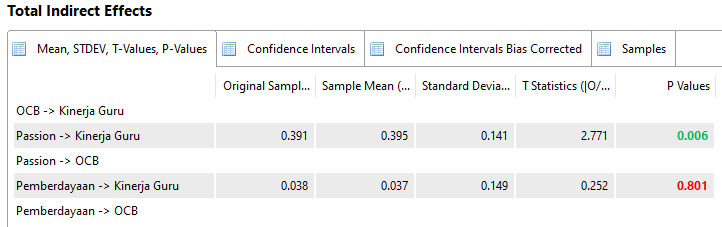 Total Indirect Effects
Mean, STDEV, T-Values, P-Values Confidence Intervals Confidence Intervals Bias Corrected Samples
Original Sampl... Sample Mean (... Standard Devia... T Statistics (|O/... P Values
OCB -> Kinerja Guru
Passion -> Kinerja Guru 0.391 0.395 0.141 2.771 0.006
Passion -> OCB
Pemberdayaan -> Kinerja Guru 0.038 0.037 0.149 0.252 0.801
Pemberdayaan -> OCB